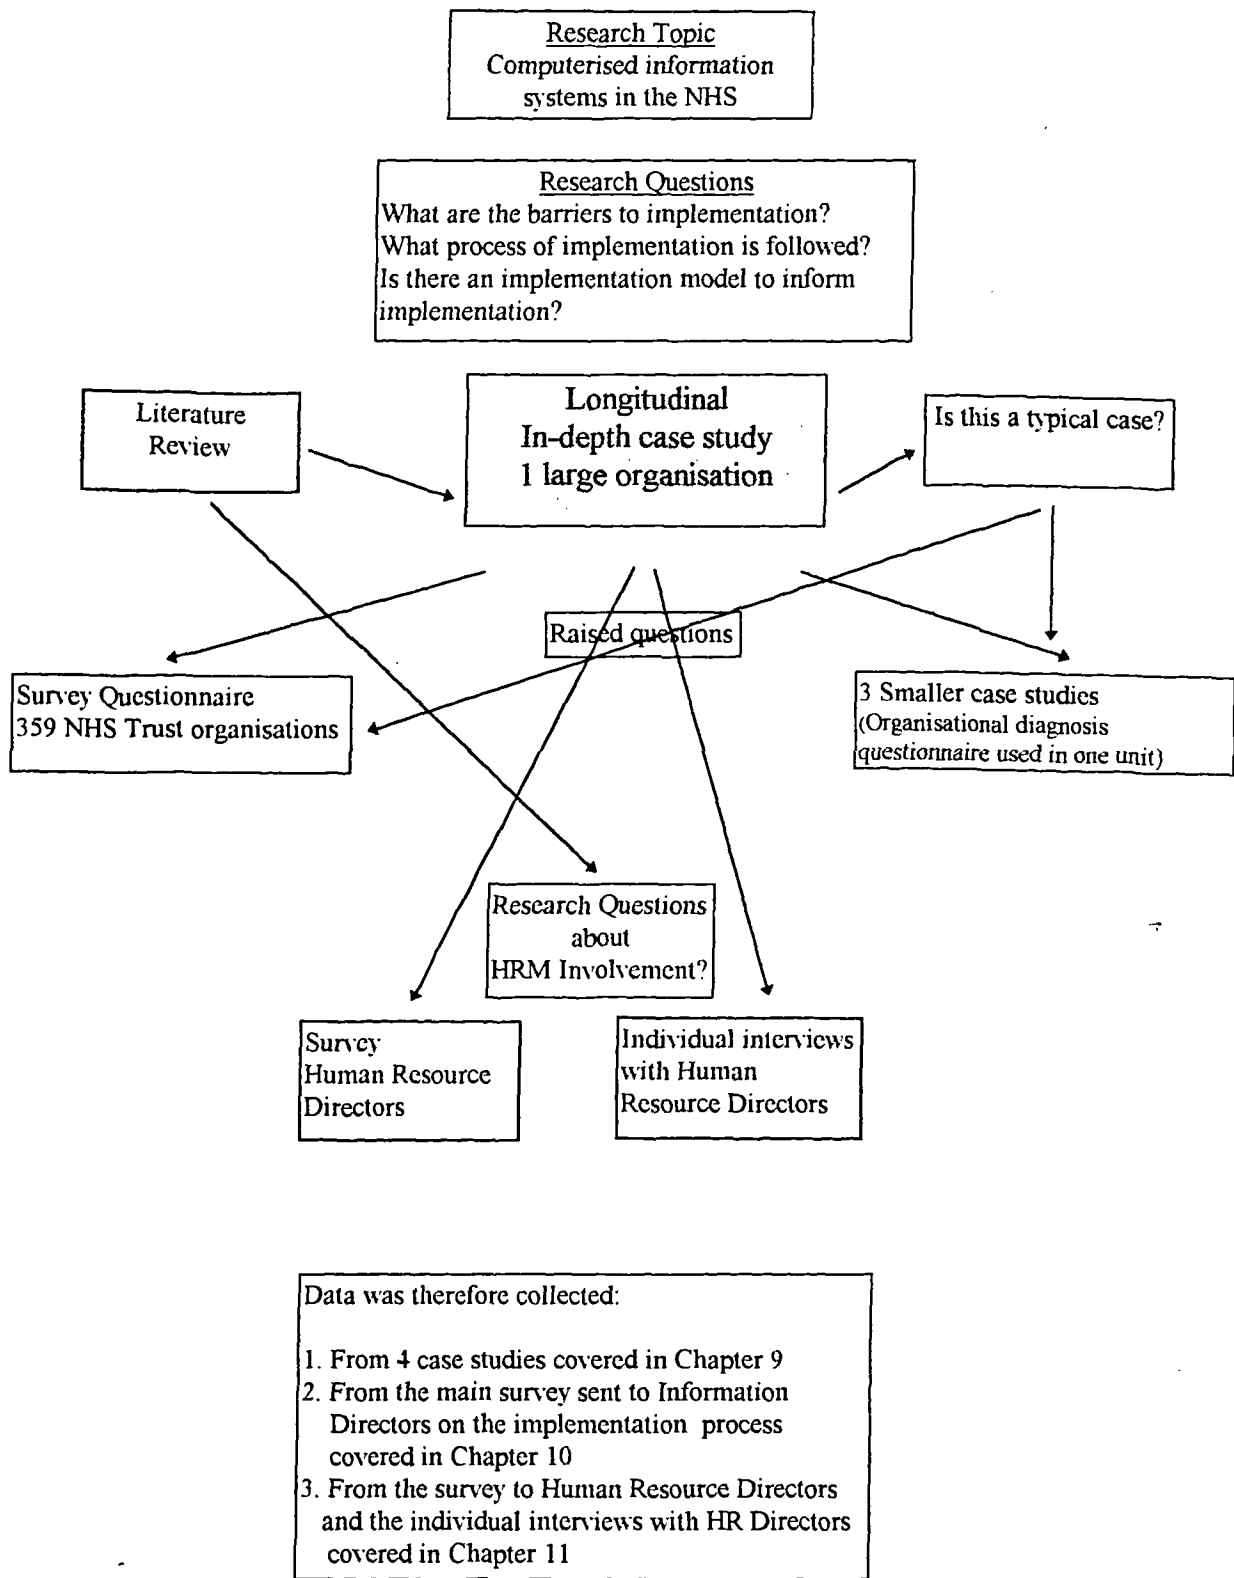 Research Topic
Computerised information
systems in the NHS
Research Questions
What are the barriers to implementation?
What process of implementation is followed?
Is there an implementation model to inform
implementation?
Literature
Review
Longitudinal
In-depth case study
1 large organisation
Is this a typical case?
Raised questions
Survey Questionnaire
359 NHS Trust organisations
3 Smaller case studies
(Organisational diagnosis
questionnaire used in one unit)
Research Questions
about
HRM Involvement?
Survey
Human Resource
Directors
Individual interviews
with Human
Resource Directors
Data was therefore collected:
1. From 4 case studies covered in Chapter 9
2. From the main survey sent to Information
Directors on the implementation process
covered in Chapter 10
3. From the survey to Human Resource Directors
and the individual interviews with HR Directors
covered in Chapter 11